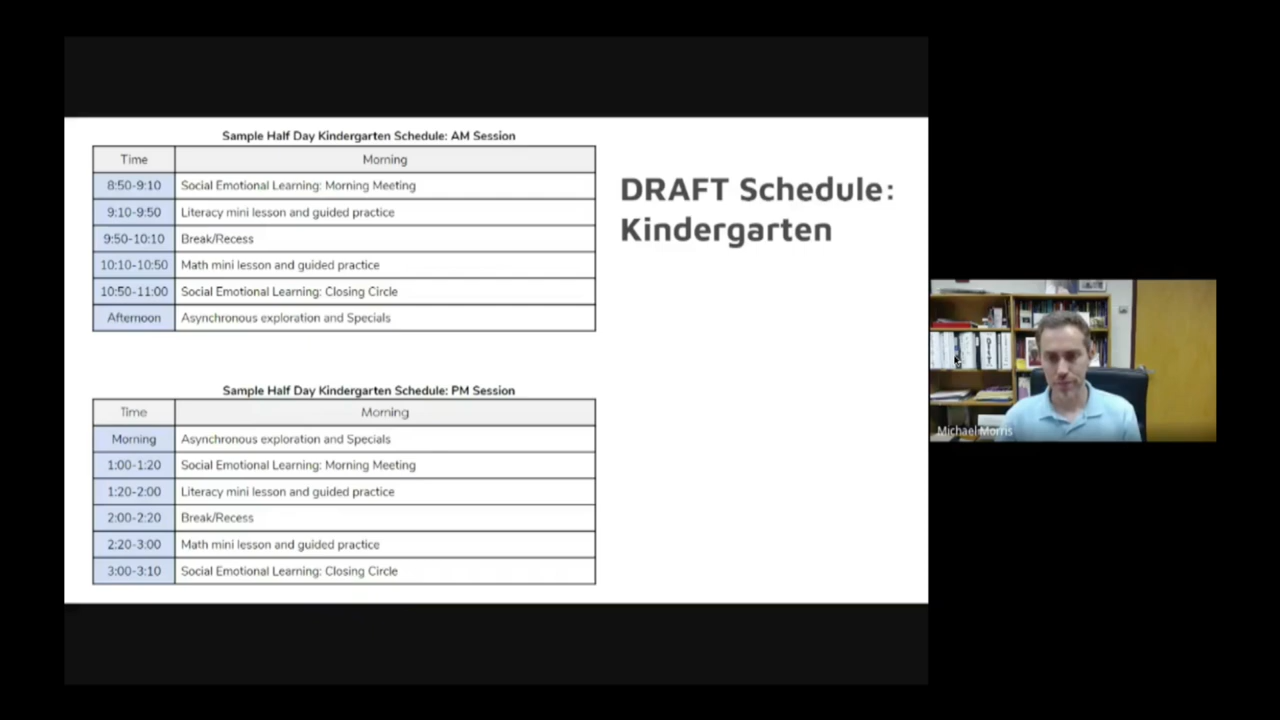 Sample Half Day Kindergarten Schedule: AM Session
Time Morning
8:50-9:10 Social Emotional Learning: Morning Meeting
9:10-9:50 Literacy mini lesson and guided practice
9:50-10:10 Break/Recess
10:10-10:50 Math mini lesson and guided practice
10:50-11:00 Social Emotional Learning: Closing Circle
Afternoon Asynchronous exploration and Specials
Sample Half Day Kindergarten Schedule: PM Session
Time Morning
Morning Asynchronous exploration and Specials
1:00-1:20 Social Emotional Learning: Morning Meeting
1:20-2:00 Literacy mini lesson and guided practice
2:00-2:20 Break/Recess
2:20-3:00 Math mini lesson and guided practice
3:00-3:10 Social Emotional Learning: Closing Circle
DRAFT Schedule:
Kindergarten
Michael Morris